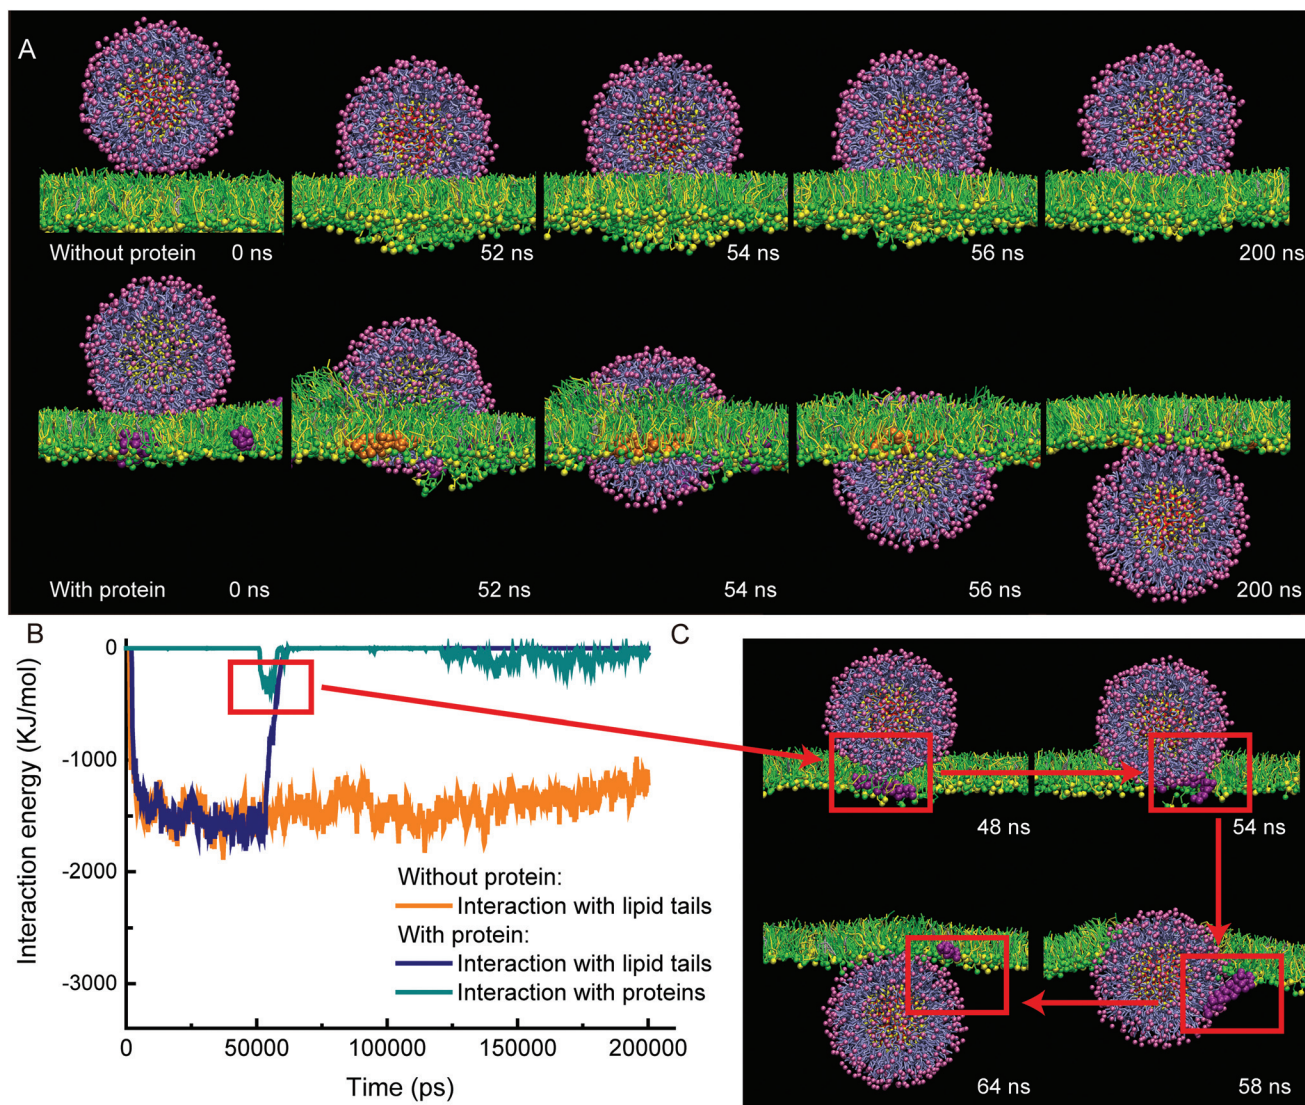 A
Without protein 0 ns 52 ns 54 ns 56 ns 200 ns
With protein 0 ns 52 ns 54 ns 56 ns 200 ns
B
0
-1000
-2000
-3000
Interaction energy (KJ/mol)
Without protein:
Interaction with lipid tails
With protein:
Interaction with lipid tails
Interaction with proteins
0 50000 100000 150000 200000
Time (ps)
C
48 ns 54 ns
64 ns 58 ns